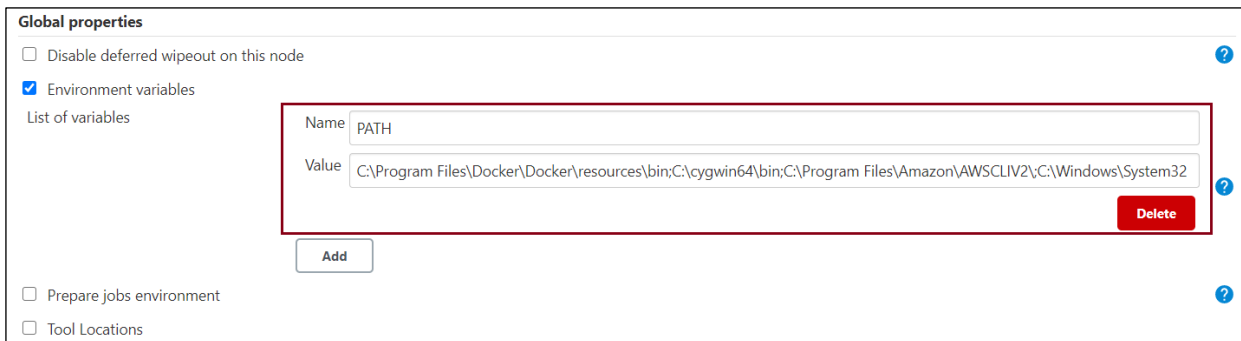 Global properties
Disable deferred wipeout on this node
Environment variables
List of variables
Name PATH
Value C:\Program Files\Docker\Docker\resources\bin;C:\cygwin64\bin;C:\Program Files\Amazon\AWSCLIV2\;C:\Windows\System32
Delete
Add
Prepare jobs environment
Tool Locations